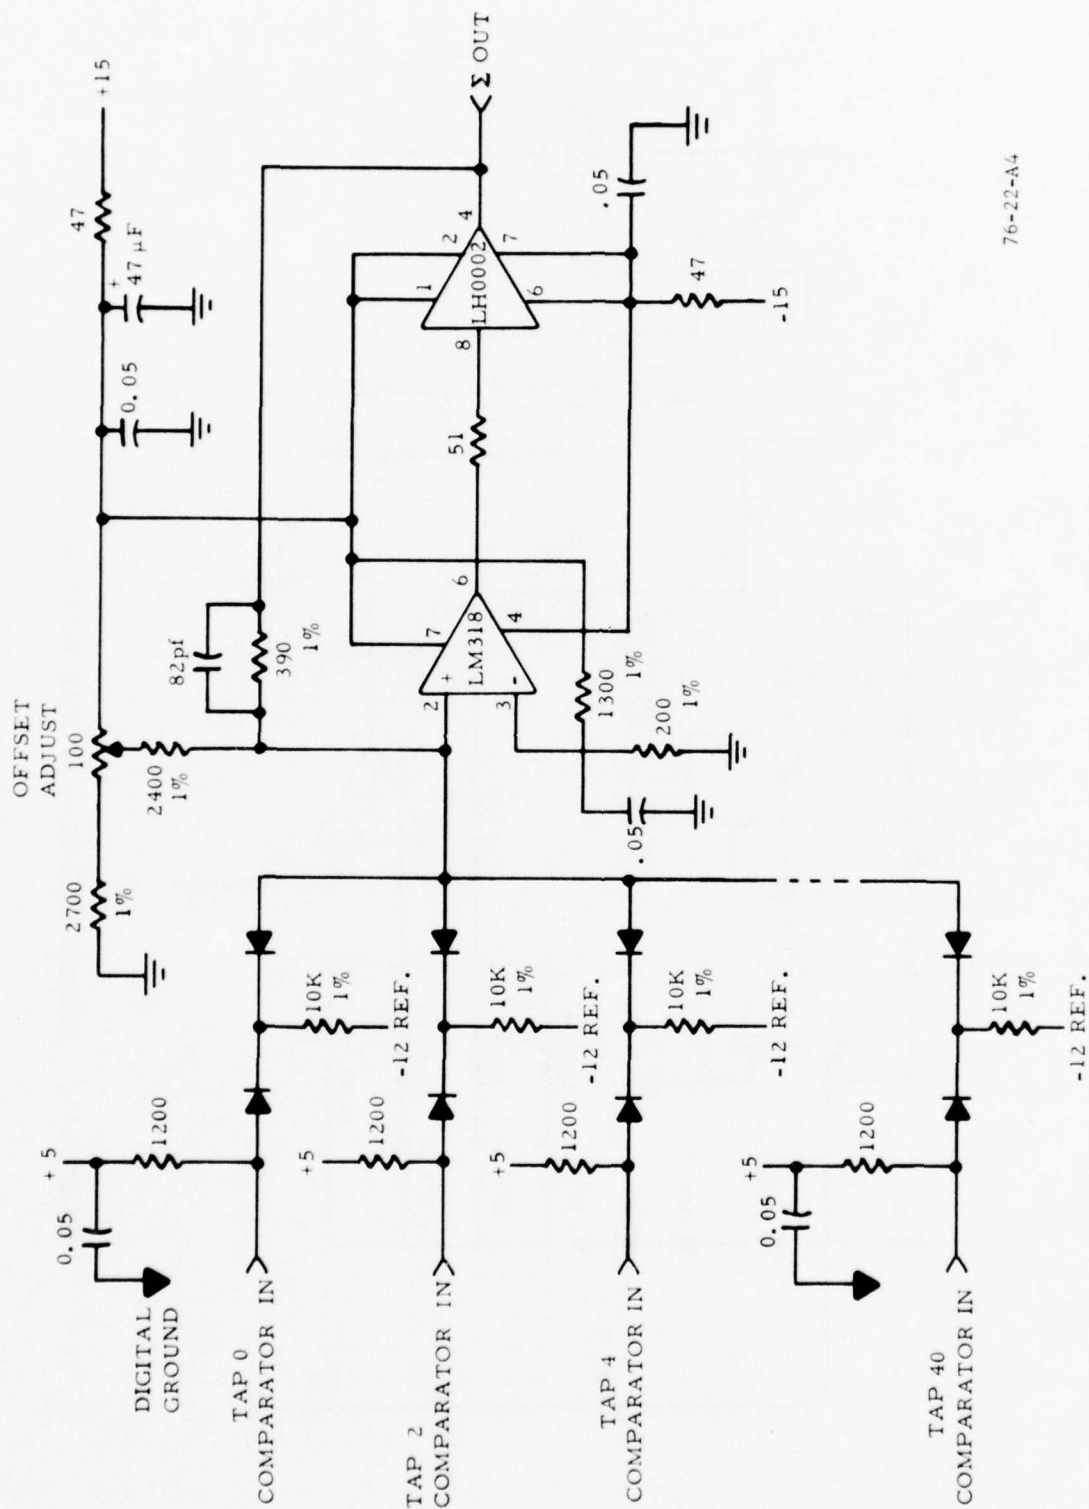 OFFSET
ADJUST
100
2700
1%
2400
1%
82pf
390
1%
0.05
47 µF
+
47
+15
+5
0.05
1200
DIGITAL
GROUND
TAP 0
COMPARATOR IN
10K
1%
-12 REF.
+5
1200
TAP 2
COMPARATOR IN
10K
1%
-12 REF.
+5
1200
TAP 4
COMPARATOR IN
10K
1%
-12 REF.
+5
0.05
1200
TAP 40
COMPARATOR IN
10K
1%
-12 REF.
2
+
3
-
LM318
7
6
4
1300
1%
200
1%
.05
51
8
LH0002
1
2
4
6
7
Σ OUT
.05
47
-15
76-22-A4